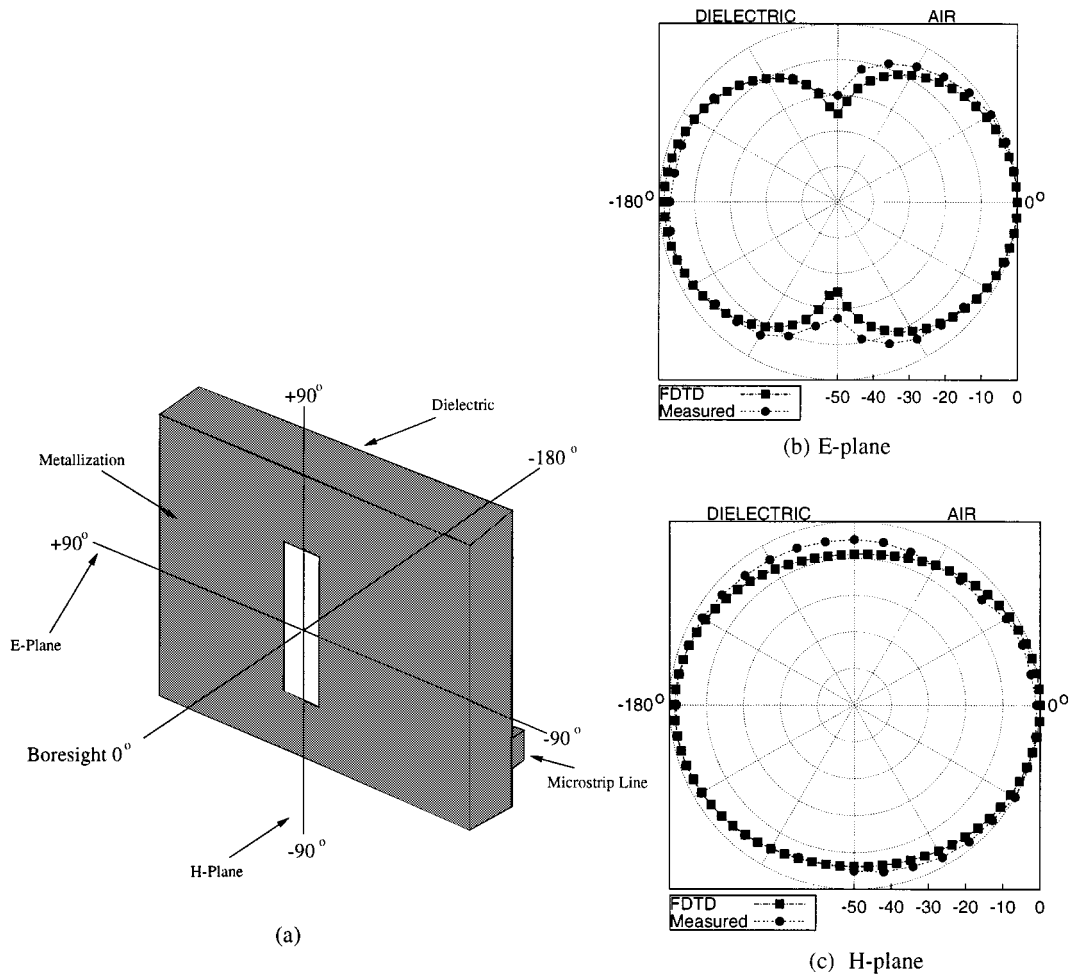 +90°
Dielectric
Metallization
-180°
+90°
E-Plane
-90°
Boresight 0°
Microstrip Line
-90°
H-Plane
(a)
DIELECTRIC AIR
-180° 0°
FDTD
Measured
-50 -40 -30 -20 -10 0
(b) E-plane
DIELECTRIC AIR
-180° 0°
FDTD
Measured
-50 -40 -30 -20 -10 0
(c) H-plane